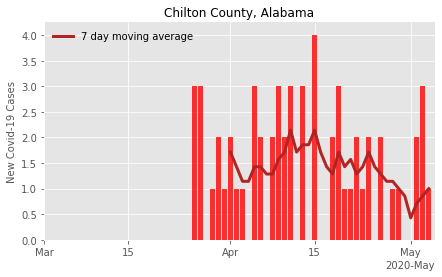 Chilton County, Alabama
7 day moving average
New Covid-19 Cases
4.0
3.5
3.0
2.5
2.0
1.5
1.0
0.5
0.0
Mar 15 Apr 15 May
2020-May